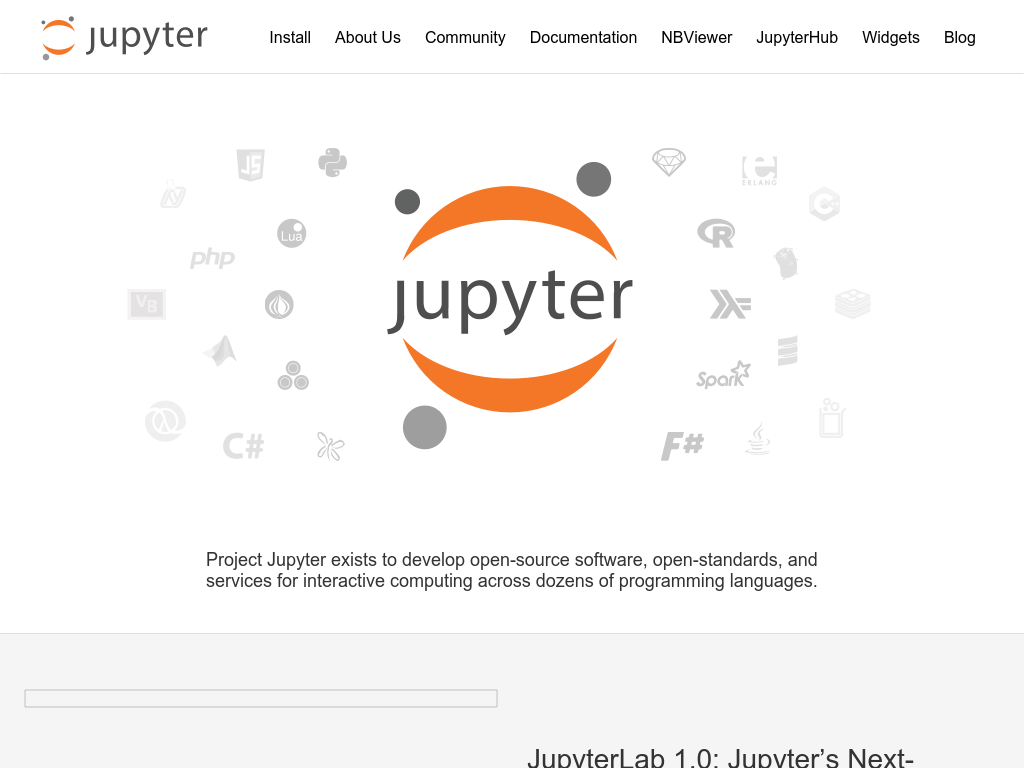 jupyter
Install About Us Community Documentation NBViewer JupyterHub Widgets Blog
JS
ERLANG
Lua
php
R
VB
jupyter
Spark
C#
F#
Project Jupyter exists to develop open-source software, open-standards, and
services for interactive computing across dozens of programming languages.
JupyterLab 1.0: Jupyter’s Next-